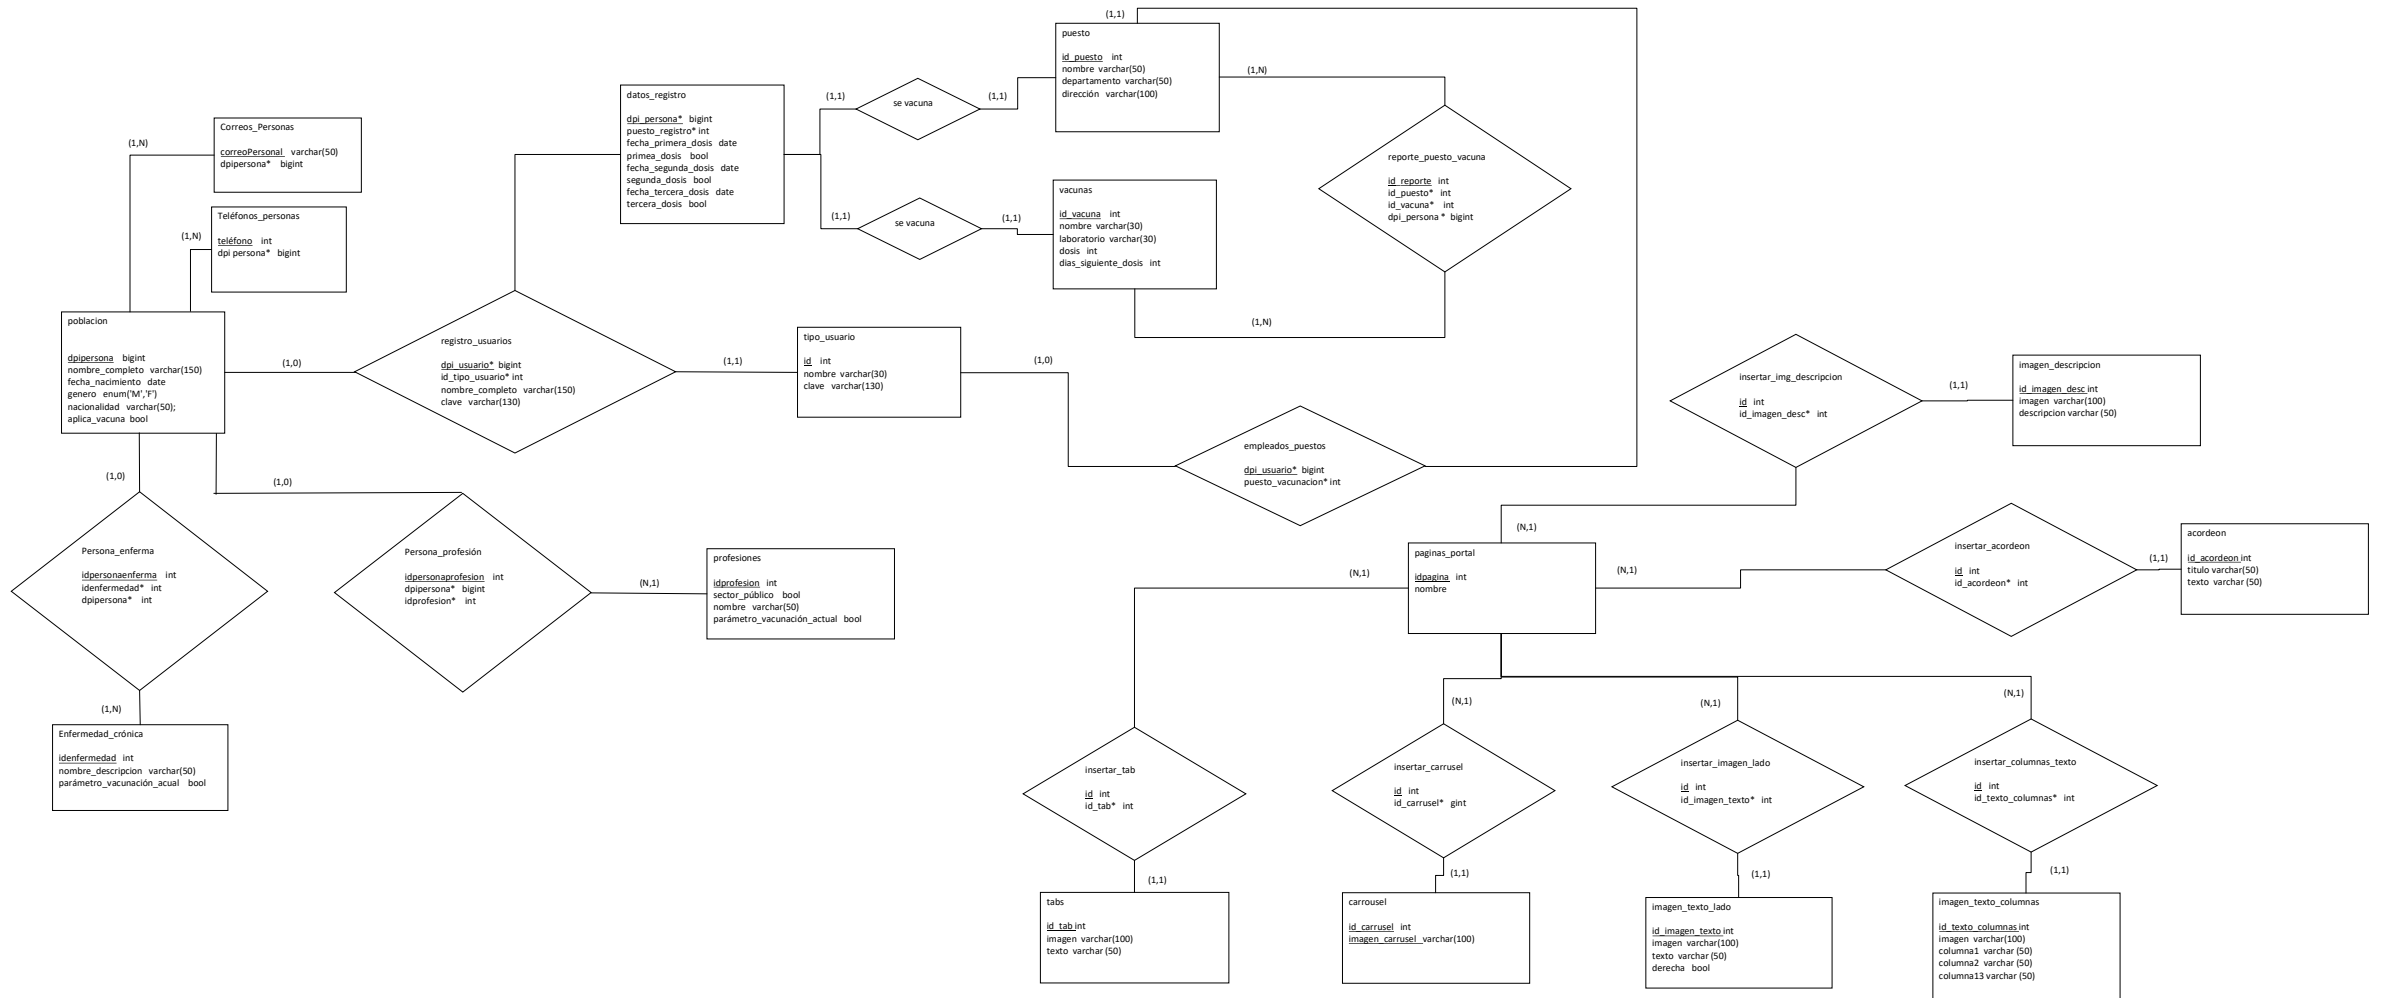 (1,1)
puesto
id_puesto int
nombre varchar(50)
departamento varchar(50)
dirección varchar(100)
(1,N)
datos_registro
dpi_persona* bigint
puesto_registro* int
fecha_primera_dosis date
primea_dosis bool
fecha_segunda_dosis date
segunda_dosis bool
fecha_tercera_dosis date
tercera_dosis bool
(1,1)
se vacuna
(1,1)
(1,1)
se vacuna
(1,1)
vacunas
id_vacuna int
nombre varchar(30)
laboratorio varchar(30)
dosis int
dias_siguiente_dosis int
reporte_puesto_vacuna
id_reporte int
id_puesto* int
id_vacuna* int
dpi_persona * bigint
(1,N)
Correos_Personas
correoPersonal varchar(50)
dpipersona* bigint
(1,N)
Teléfonos_personas
teléfono int
dpi persona* bigint
(1,N)
poblacion
dpipersona bigint
nombre_completo varchar(150)
fecha_nacimiento date
genero enum('M','F')
nacionalidad varchar(50);
aplica_vacuna bool
(1,0)
registro_usuarios
dpi_usuario* bigint
id_tipo_usuario* int
nombre_completo varchar(150)
clave varchar(130)
(1,1)
tipo_usuario
id int
nombre varchar(30)
clave varchar(130)
(1,0)
empleados_puestos
dpi_usuario* bigint
puesto_vacunacion* int
insertar_img_descripcion
id int
id_imagen_desc* int
(1,1)
imagen_descripcion
id_imagen_desc int
imagen varchar(100)
descripcion varchar (50)
(1,0)
(1,0)
Persona_enferma
idpersonaenferma int
idenfermedad* int
dpipersona* int
Persona_profesión
idpersonaprofesion int
dpipersona* bigint
idprofesion* int
(N,1)
profesiones
idprofesion int
sector_público bool
nombre varchar(50)
parámetro_vacunación_actual bool
(1,N)
Enfermedad_crónica
idenfermedad int
nombre_descripcion varchar(50)
parámetro_vacunación_acual bool
(N,1)
paginas_portal
idpagina int
nombre
(N,1)
(N,1)
insertar_acordeon
id int
id_acordeon* int
(1,1)
acordeon
id_acordeon int
titulo varchar(50)
texto varchar (50)
(N,1)
(N,1)
(N,1)
insertar_tab
id int
id_tab* int
insertar_carrusel
id int
id_carrusel* gint
insertar_imagen_lado
id int
id_imagen_texto* int
insertar_columnas_texto
id int
id_texto_columnas* int
(1,1)
(1,1)
(1,1)
(1,1)
tabs
id_tab int
imagen varchar(100)
texto varchar (50)
carrousel
id_carrusel int
imagen_carrusel varchar(100)
imagen_texto_lado
id_imagen_texto int
imagen varchar(100)
texto varchar (50)
derecha bool
imagen_texto_columnas
id_texto_columnas int
imagen varchar(100)
columna1 varchar (50)
columna2 varchar (50)
columna13 varchar (50)